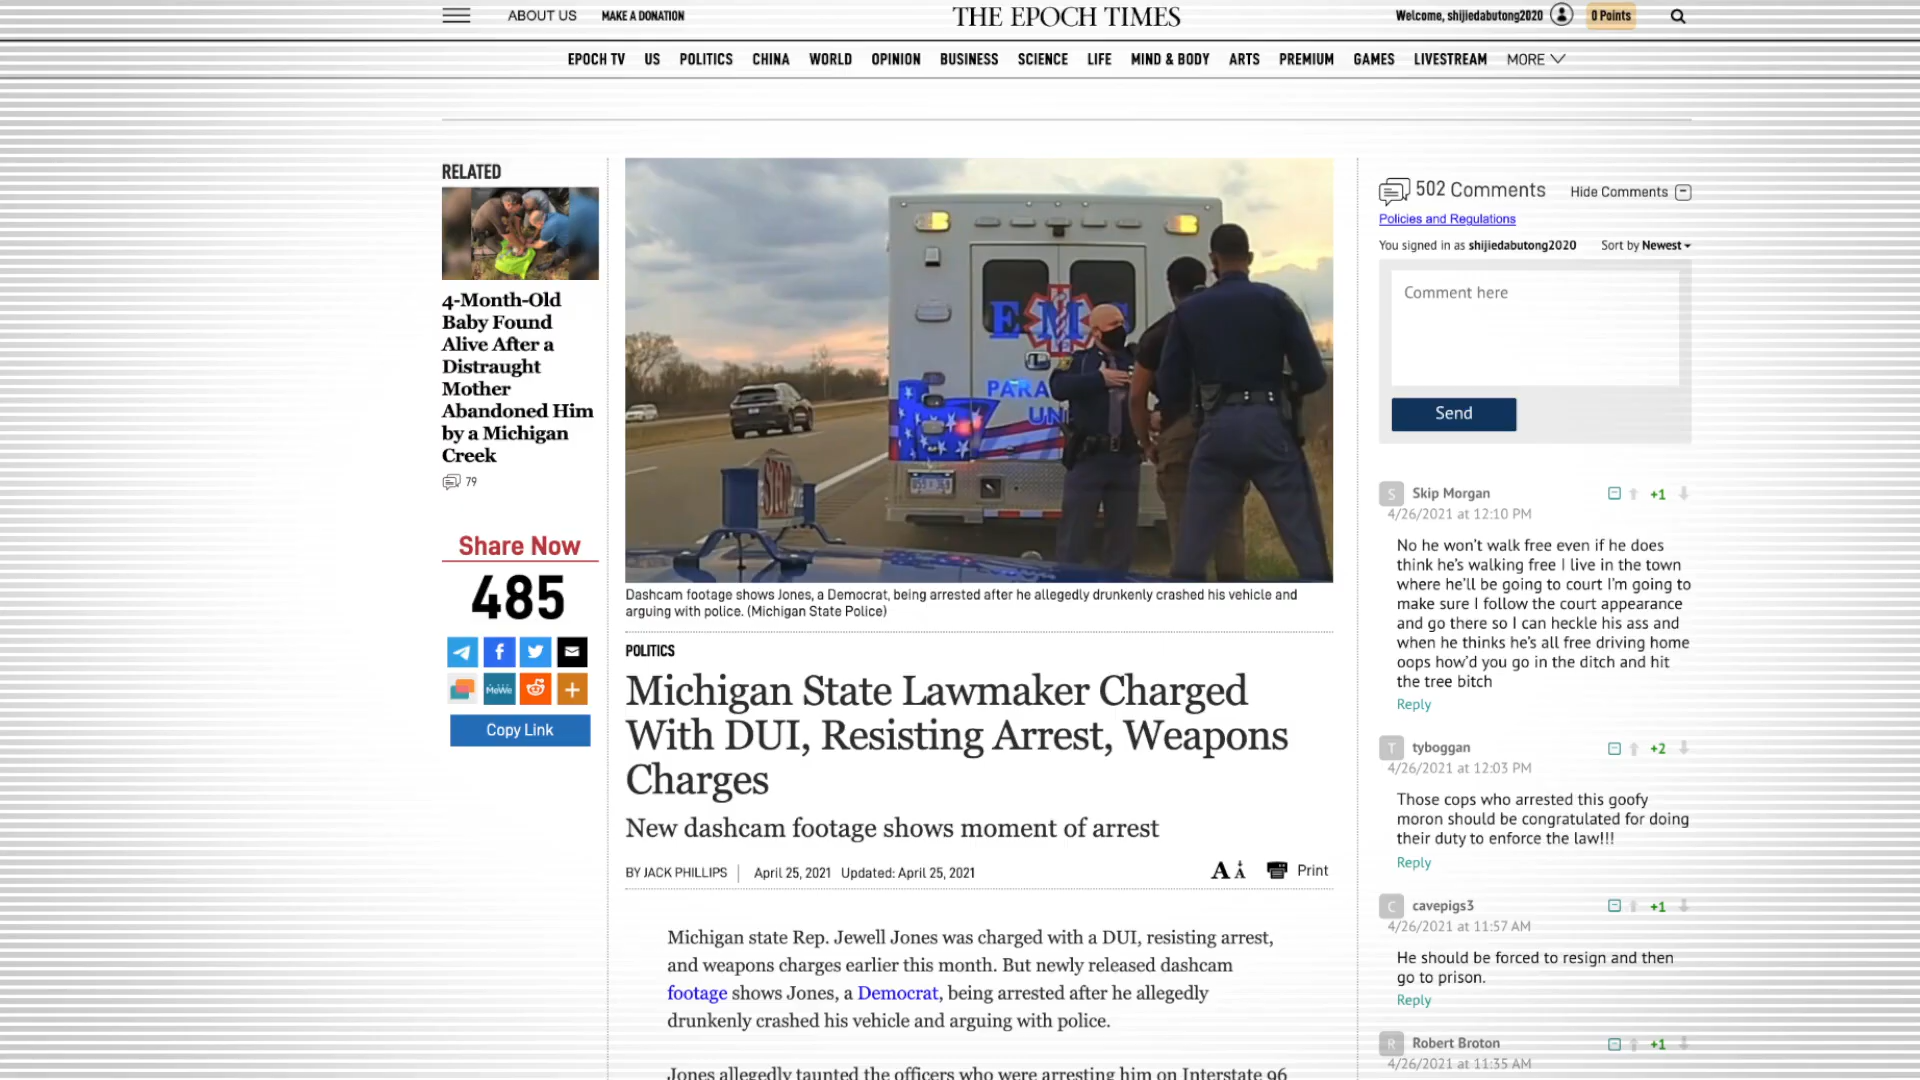 ABOUT US
MAKE A DONATION
THE EPOCH TIMES
Welcome, shijiedabutong2020
0 Points
EPOCH TV US POLITICS CHINA WORLD OPINION BUSINESS SCIENCE LIFE MIND & BODY ARTS PREMIUM GAMES LIVESTREAM MORE
RELATED
4-Month-Old
Baby Found
Alive After a
Distraught
Mother
Abandoned Him
by a Michigan
Creek
79
Share Now
485
MeWe
Copy Link
EMS
PARA
UN
STOP
Dashcam footage shows Jones, a Democrat, being arrested after he allegedly drunkenly crashed his vehicle and
arguing with police. (Michigan State Police)
POLITICS
Michigan State Lawmaker Charged
With DUI, Resisting Arrest, Weapons
Charges
New dashcam footage shows moment of arrest
BY JACK PHILLIPS April 25, 2021 Updated: April 25, 2021
A A Print
Michigan state Rep. Jewell Jones was charged with a DUI, resisting arrest,
and weapons charges earlier this month. But newly released dashcam
footage shows Jones, a Democrat, being arrested after he allegedly
drunkenly crashed his vehicle and arguing with police.
Jones allegedly taunted the officers who were arresting him on Interstate 96
502 Comments
Hide Comments
Policies and Regulations
You signed in as shijiedabutong2020
Sort by Newest
Comment here
Send
S Skip Morgan +1
4/26/2021 at 12:10 PM
No he won't walk free even if he does
think he's walking free I live in the town
where he'll be going to court I'm going to
make sure I follow the court appearance
and go there so I can heckle his ass and
when he thinks he's all free driving home
oops how'd you go in the ditch and hit
the tree bitch
Reply
T tyboggan +2
4/26/2021 at 12:03 PM
Those cops who arrested this goofy
moron should be congratulated for doing
their duty to enforce the law!!!
Reply
C cavepigs3 +1
4/26/2021 at 11:57 AM
He should be forced to resign and then
go to prison.
Reply
R Robert Broton +1
4/26/2021 at 11:35 AM